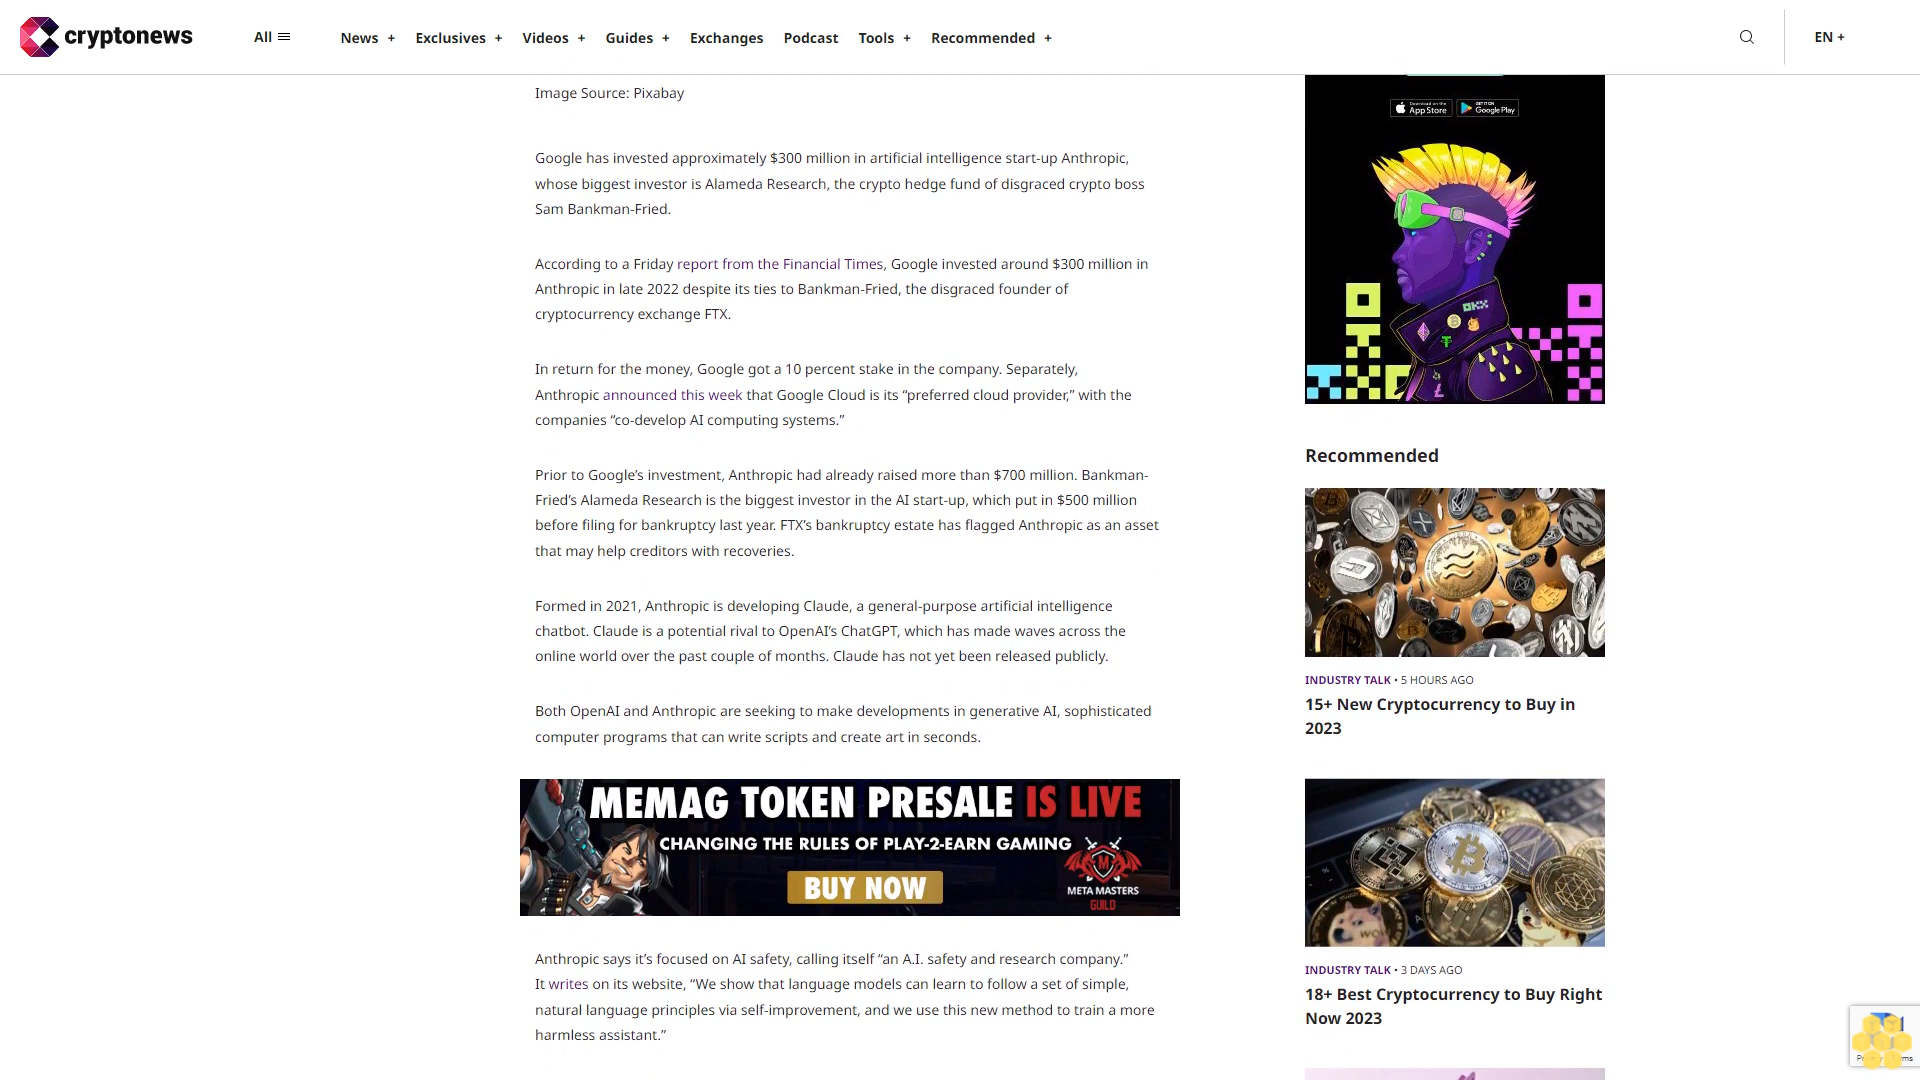 cryptonews
All
News +
Exclusives +
Videos +
Guides +
Exchanges
Podcast
Tools +
Recommended +
EN +
Image Source: Pixabay
Google has invested approximately $300 million in artificial intelligence start-up Anthropic,
whose biggest investor is Alameda Research, the crypto hedge fund of disgraced crypto boss
Sam Bankman-Fried.
According to a Friday report from the Financial Times, Google invested around $300 million in
Anthropic in late 2022 despite its ties to Bankman-Fried, the disgraced founder of
cryptocurrency exchange FTX.
In return for the money, Google got a 10 percent stake in the company. Separately,
Anthropic announced this week that Google Cloud is its “preferred cloud provider,” with the
companies “co-develop AI computing systems.”
Prior to Google’s investment, Anthropic had already raised more than $700 million. Bankman-
Fried’s Alameda Research is the biggest investor in the AI start-up, which put in $500 million
before filing for bankruptcy last year. FTX’s bankruptcy estate has flagged Anthropic as an asset
that may help creditors with recoveries.
Formed in 2021, Anthropic is developing Claude, a general-purpose artificial intelligence
chatbot. Claude is a potential rival to OpenAI’s ChatGPT, which has made waves across the
online world over the past couple of months. Claude has not yet been released publicly.
Both OpenAI and Anthropic are seeking to make developments in generative AI, sophisticated
computer programs that can write scripts and create art in seconds.
MEMAG TOKEN PRESALE IS LIVE
CHANGING THE RULES OF PLAY-2-EARN GAMING
BUY NOW
M
META MASTERS
GUILD
Anthropic says it’s focused on AI safety, calling itself “an A.I. safety and research company.”
It writes on its website, “We show that language models can learn to follow a set of simple,
natural language principles via self-improvement, and we use this new method to train a more
harmless assistant.”
Download on the
App Store
GET IT ON
Google Play
OKX
Recommended
INDUSTRY TALK • 5 HOURS AGO
15+ New Cryptocurrency to Buy in
2023
WOW
INDUSTRY TALK • 3 DAYS AGO
18+ Best Cryptocurrency to Buy Right
Now 2023